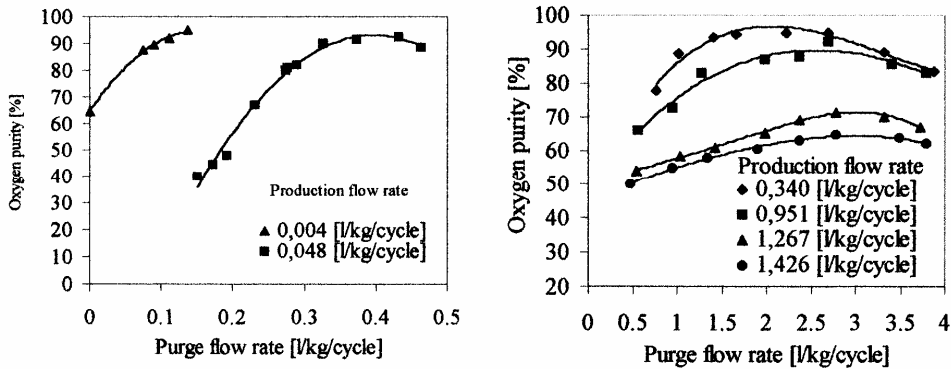 100
90
80
70
60
50
40
30
20
10
0
Oxygen purity [%]
Production flow rate
0,004 [l/kg/cycle]
0,048 [l/kg/cycle]
0 0.1 0.2 0.3 0.4 0.5
Purge flow rate [l/kg/cycle]
100
90
80
70
60
50
40
30
20
Oxygen purity [%]
Production flow rate
0,340 [l/kg/cycle]
0,951 [l/kg/cycle]
1,267 [l/kg/cycle]
1,426 [l/kg/cycle]
0 0.5 1 1.5 2 2.5 3 3.5 4
Purge flow rate [l/kg/cycle]